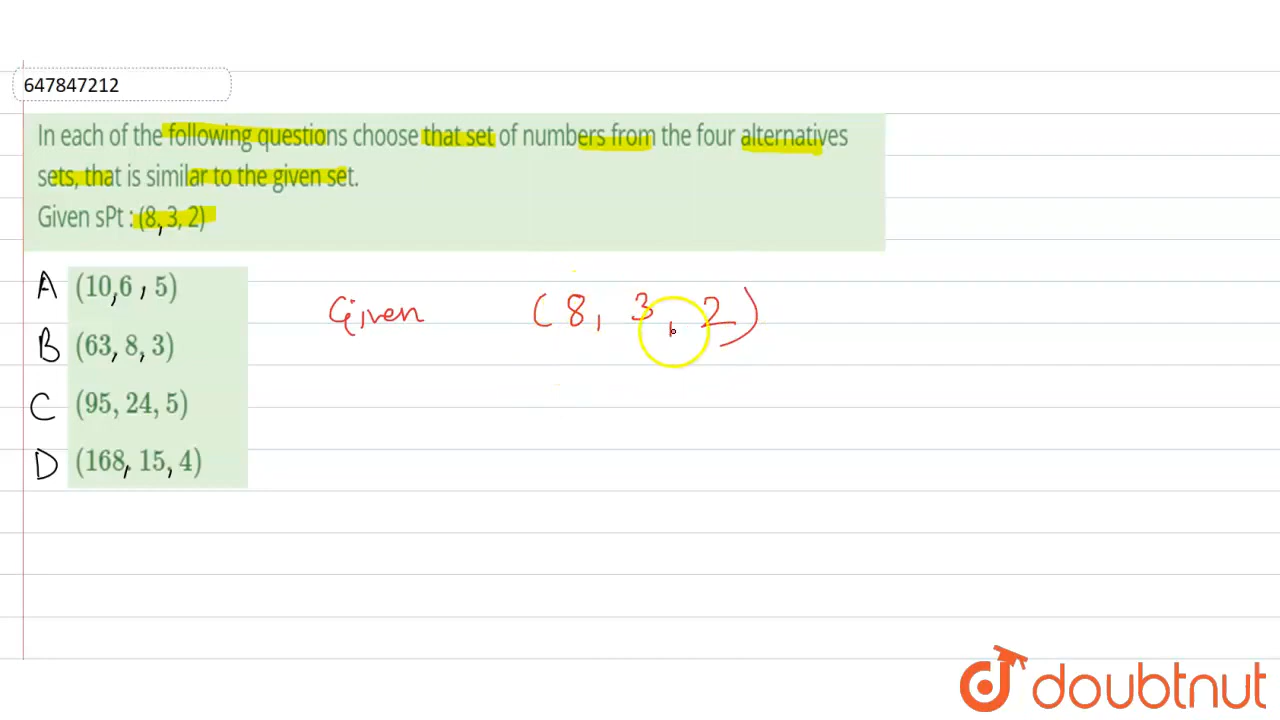 647847212
In each of the following questions choose that set of numbers from the four alternatives
sets, that is similar to the given set.
Given sPt : (8, 3, 2)
A (10,6 , 5)
Given (8, 3, 2)
B (63, 8, 3)
C (95, 24, 5)
D (168, 15, 4)
doubtnut